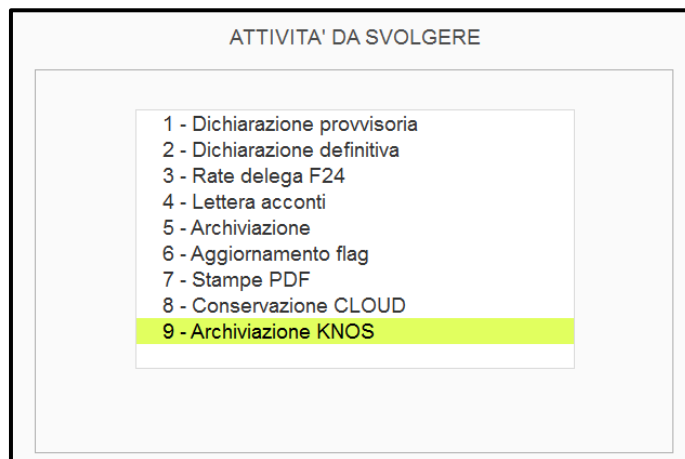 ATTIVITA' DA SVOLGERE
1 - Dichiarazione provvisoria
2 - Dichiarazione definitiva
3 - Rate delega F24
4 - Lettera acconti
5 - Archiviazione
6 - Aggiornamento flag
7 - Stampe PDF
8 - Conservazione CLOUD
9 - Archiviazione KNOS